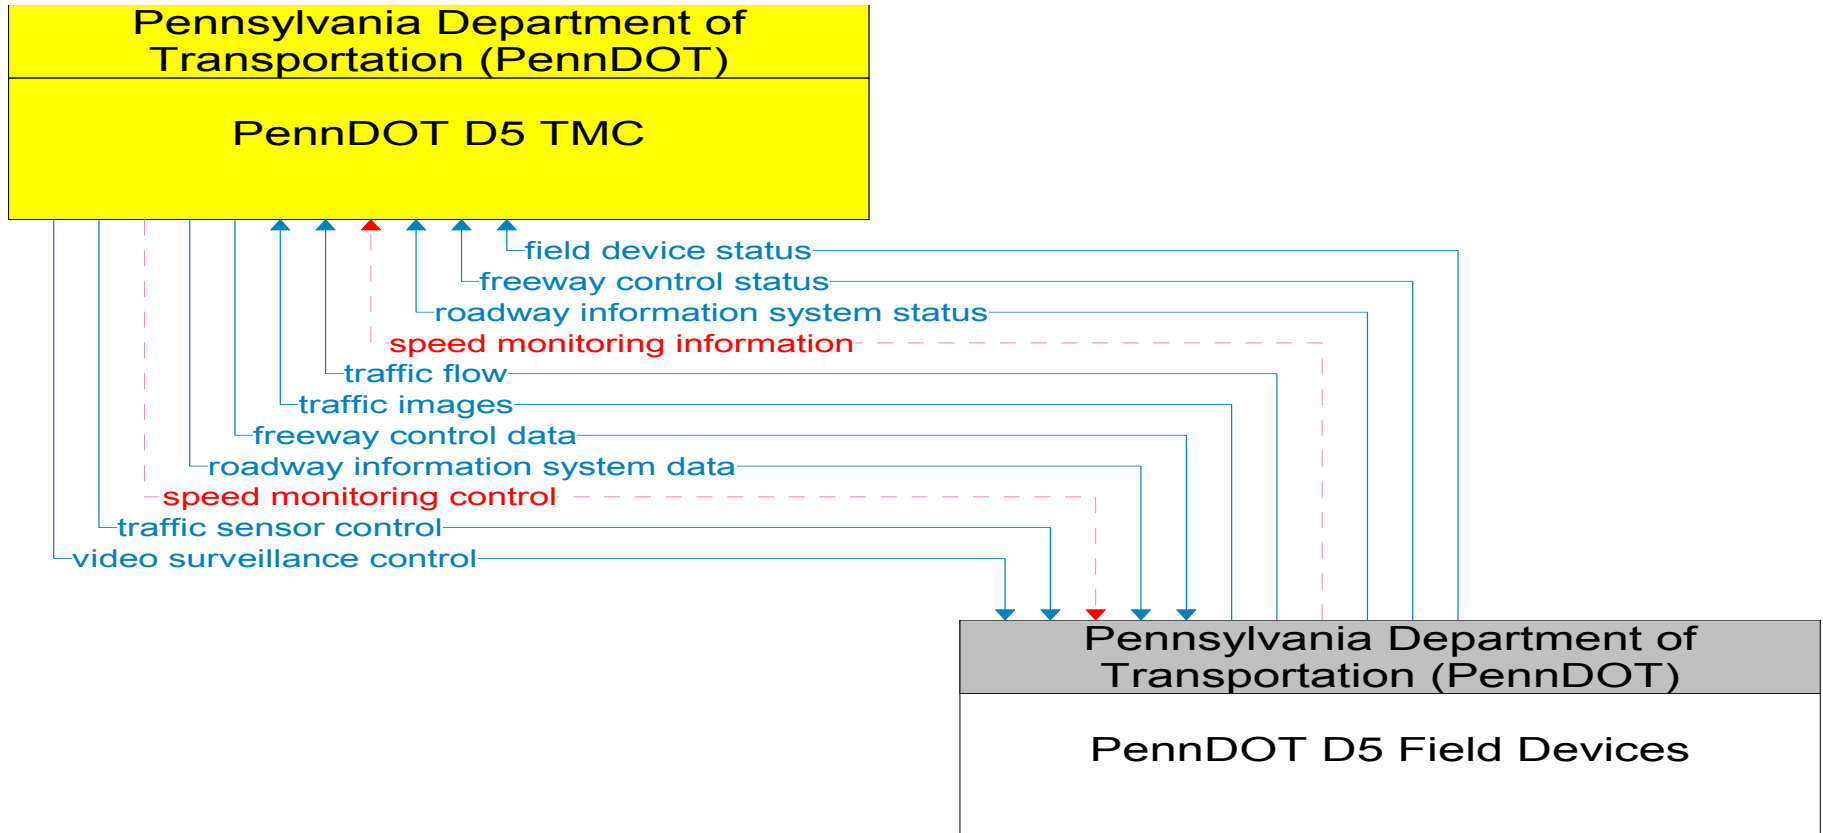 Pennsylvania Department of
Transportation (PennDOT)
PennDOT D5 TMC
field device status
freeway control status
roadway information system status
speed monitoring information
traffic flow
traffic images
freeway control data
roadway information system data
speed monitoring control
traffic sensor control
video surveillance control
Pennsylvania Department of
Transportation (PennDOT)
PennDOT D5 Field Devices